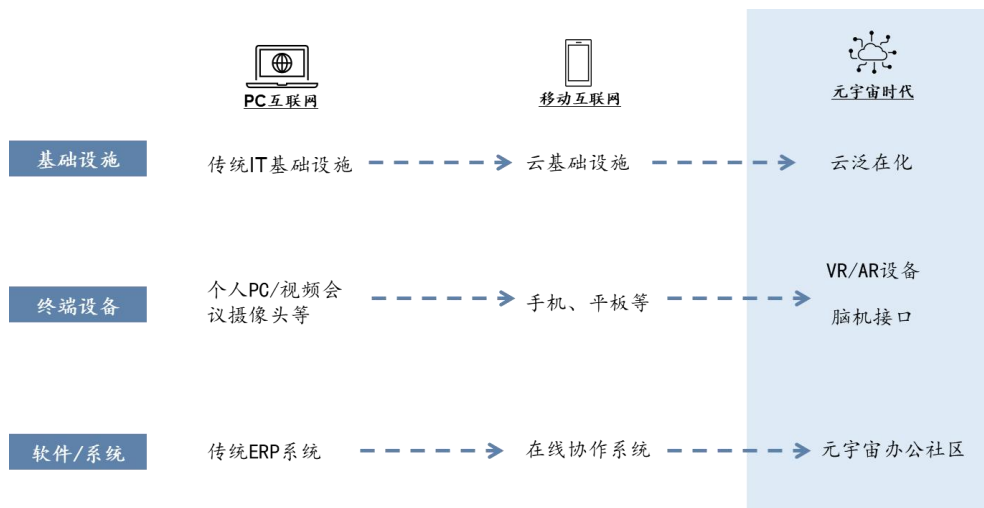 PC互联网
移动互联网
元宇宙时代
基础设施
传统IT基础设施
云基础设施
云泛在化
终端设备
个人PC/视频会
议摄像头等
手机、平板等
VR/AR设备
脑机接口
软件/系统
传统ERP系统
在线协作系统
元宇宙办公社区